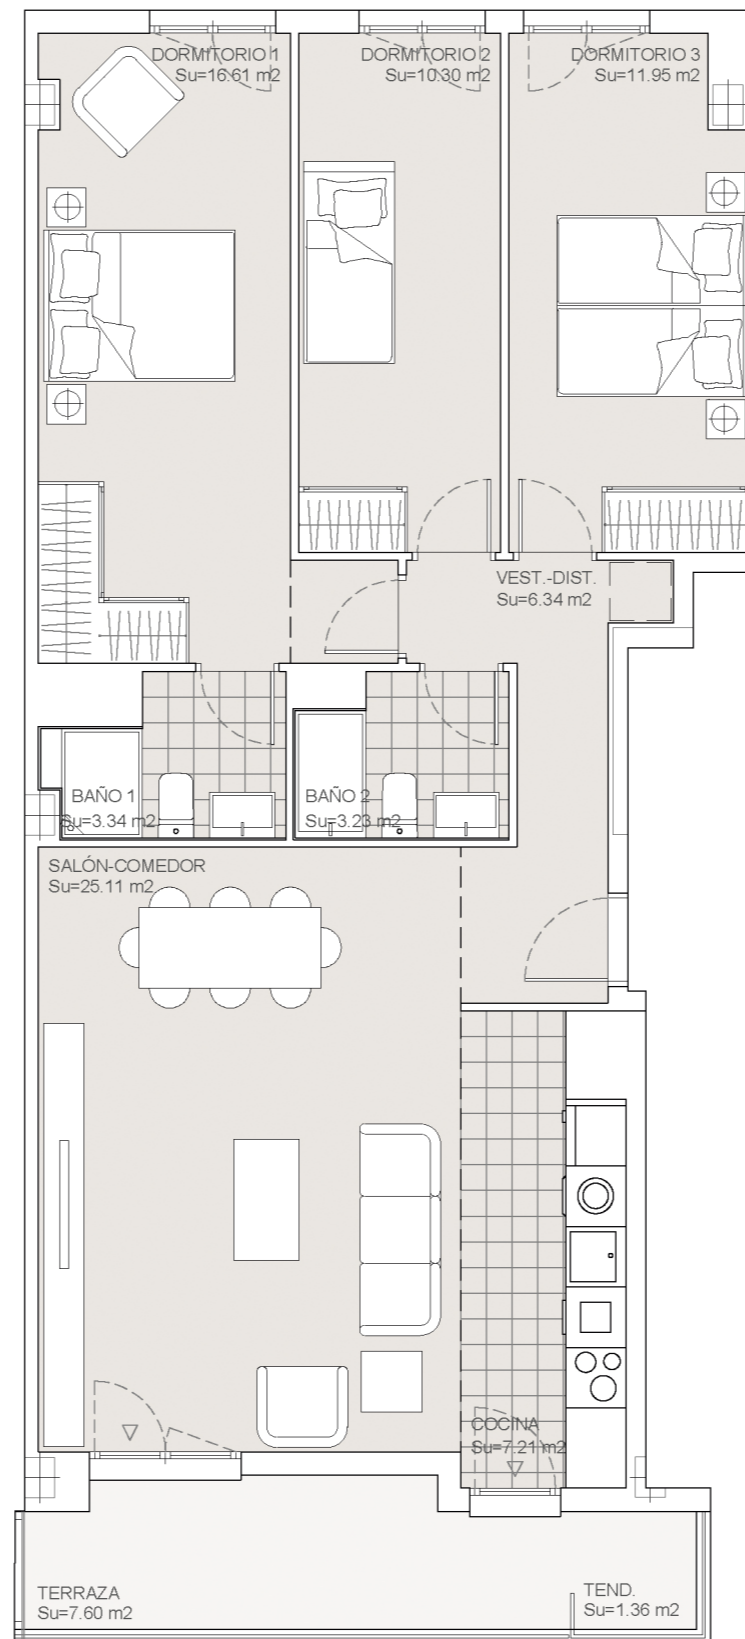 DORMITORIO 1
Su=16.61 m2
DORMITORIO 2
Su=10.30 m2
DORMITORIO 3
Su=11.95 m2
VEST.-DIST.
Su=6.34 m2
BAÑO 1
Su=3.34 m2
BAÑO 2
Su=3.23 m2
SALÓN-COMEDOR
Su=25.11 m2
COCINA
Su=7.21 m2
TERRAZA
Su=7.60 m2
TEND.
Su=1.36 m2